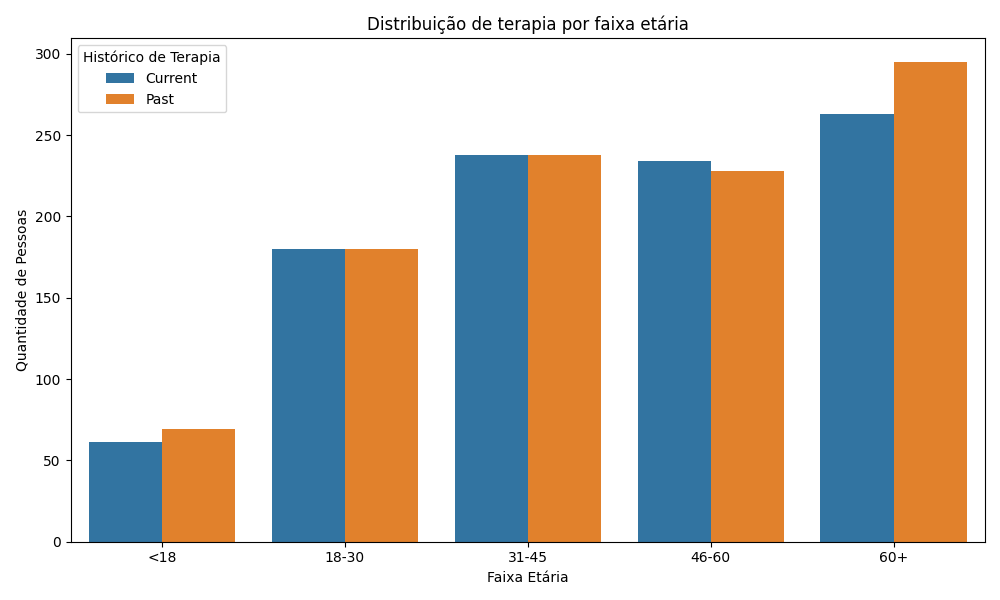 Distribuição de terapia por faixa etária
Histórico de Terapia
Current
Past
Quantidade de Pessoas
300
250
200
150
100
50
0
<18
18-30
31-45
46-60
60+
Faixa Etária